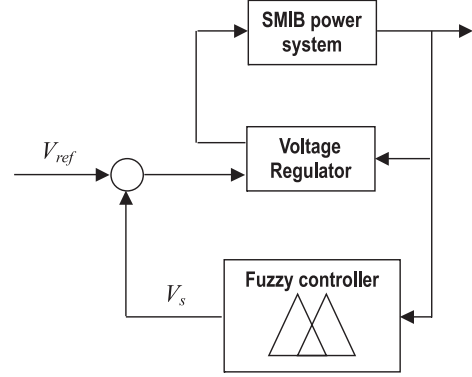 SMIB power
system
Voltage
Regulator
V_ref
Fuzzy controller
V_s